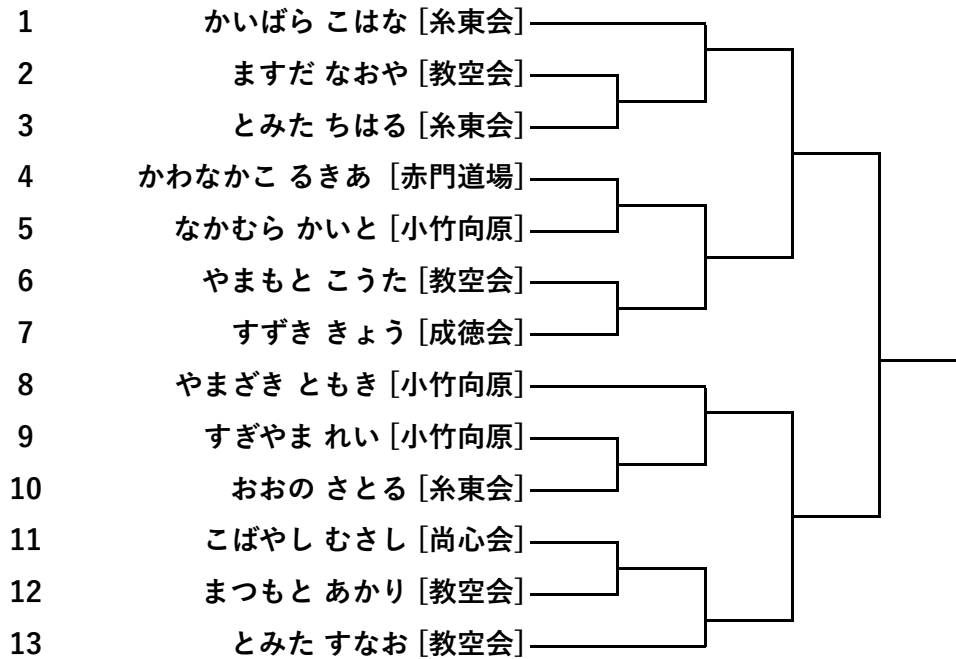 1 かいばら こはな [糸東会]
2 ますだ なおや [教空会]
3 とみた ちはる [糸東会]
4 かわなかこ るきあ [赤門道場]
5 なかむら かいと [小竹向原]
6 やまもと こうた [教空会]
7 すずき きょう [成徳会]
8 やまざき ともき [小竹向原]
9 すぎやま れい [小竹向原]
10 おおの さとる [糸東会]
11 こばやし むさし [尚心会]
12 まつもと あかり [教空会]
13 とみた すなお [教空会]